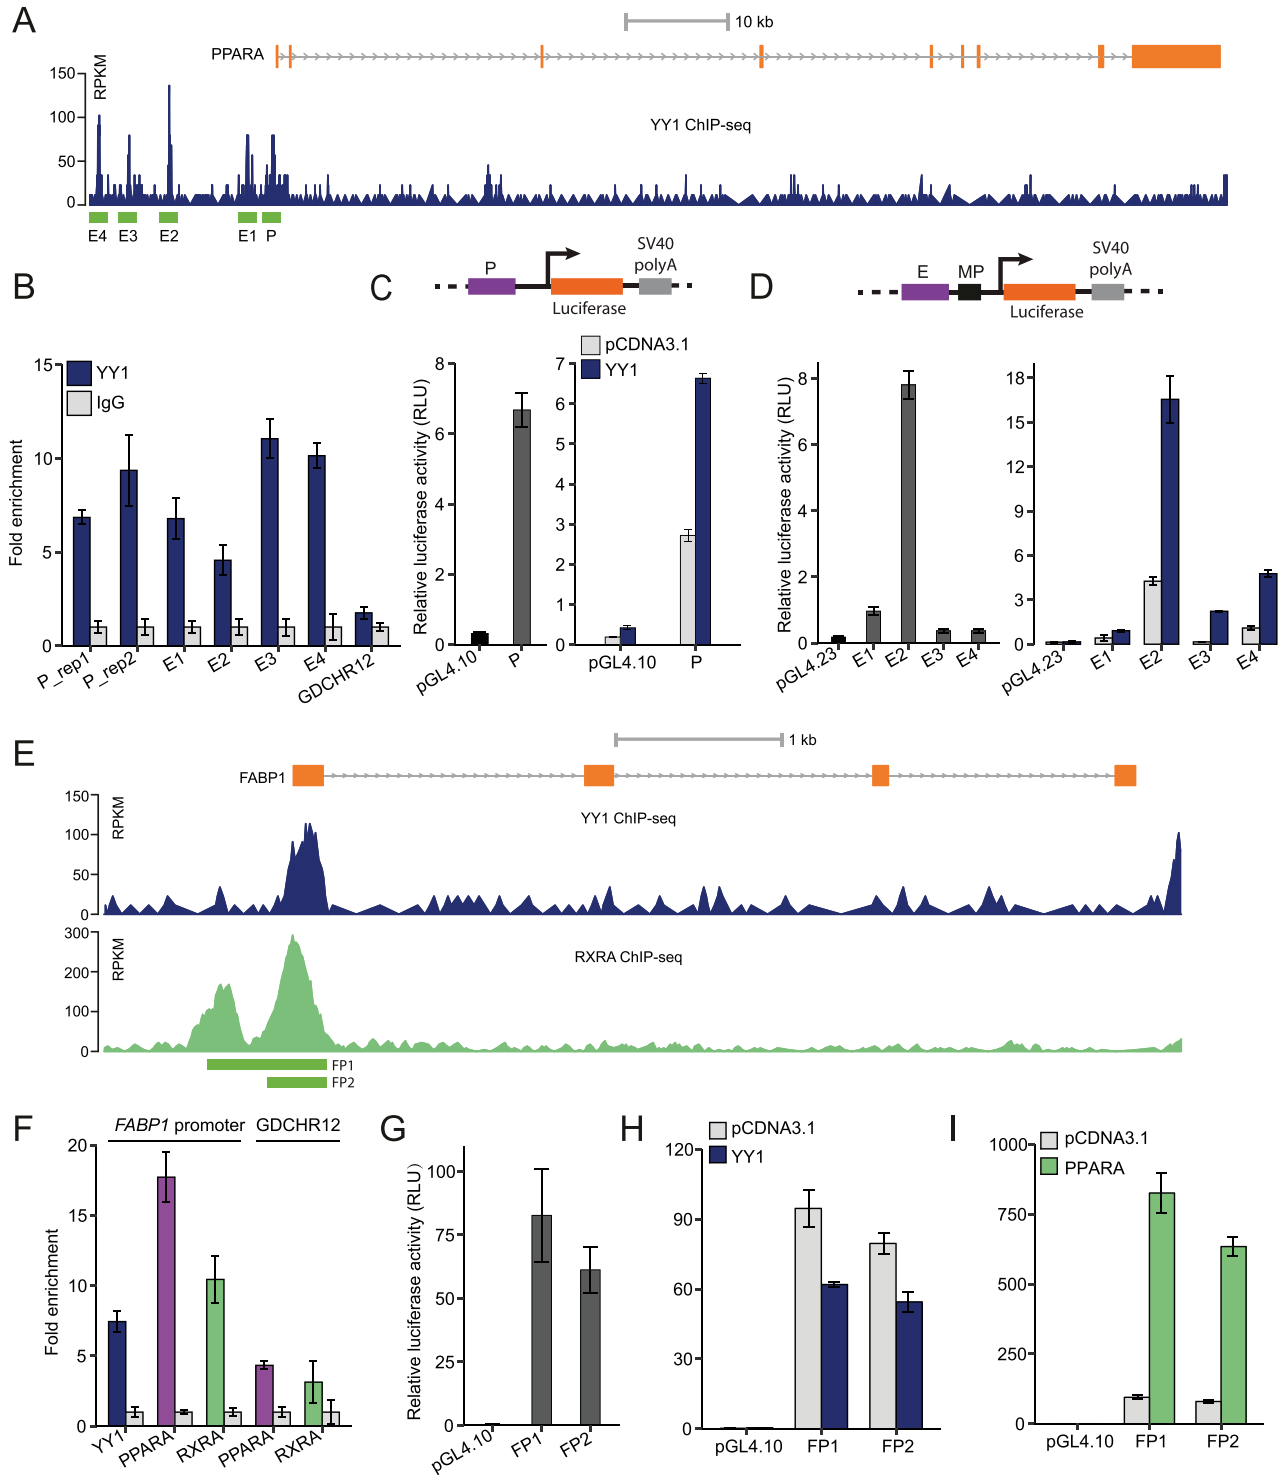 A
10 kb
PPARA
RPKM
150
100
50
0
YY1 ChIP-seq
E4 E3 E2 E1 P
B
15
10
5
0
Fold enrichment
YY1
IgG
P_rep1 P_rep2 E1 E2 E3 E4 GDCHR12
C
P
SV40
polyA
Luciferase
Relative luciferase activity (RLU)
8
6
4
2
0
pGL4.10 P
pCDNA3.1
YY1
7
6
5
4
3
2
1
0
pGL4.10 P
D
E MP
SV40
polyA
Luciferase
Relative luciferase activity (RLU)
8
6
4
2
0
pGL4.23 E1 E2 E3 E4
18
15
12
9
6
3
0
pGL4.23 E1 E2 E3 E4
E
1 kb
FABP1
RPKM
150
100
50
0
YY1 ChIP-seq
RPKM
300
200
100
0
RXRA ChIP-seq
FP1
FP2
F
FABP1 promoter GDCHR12
Fold enrichment
20
15
10
5
0
YY1 PPARA RXRA PPARA RXRA
G
Relative luciferase activity (RLU)
100
75
50
25
0
pGL4.10 FP1 FP2
H
pCDNA3.1
YY1
120
90
60
30
0
pGL4.10 FP1 FP2
I
pCDNA3.1
PPARA
1000
750
500
250
0
pGL4.10 FP1 FP2